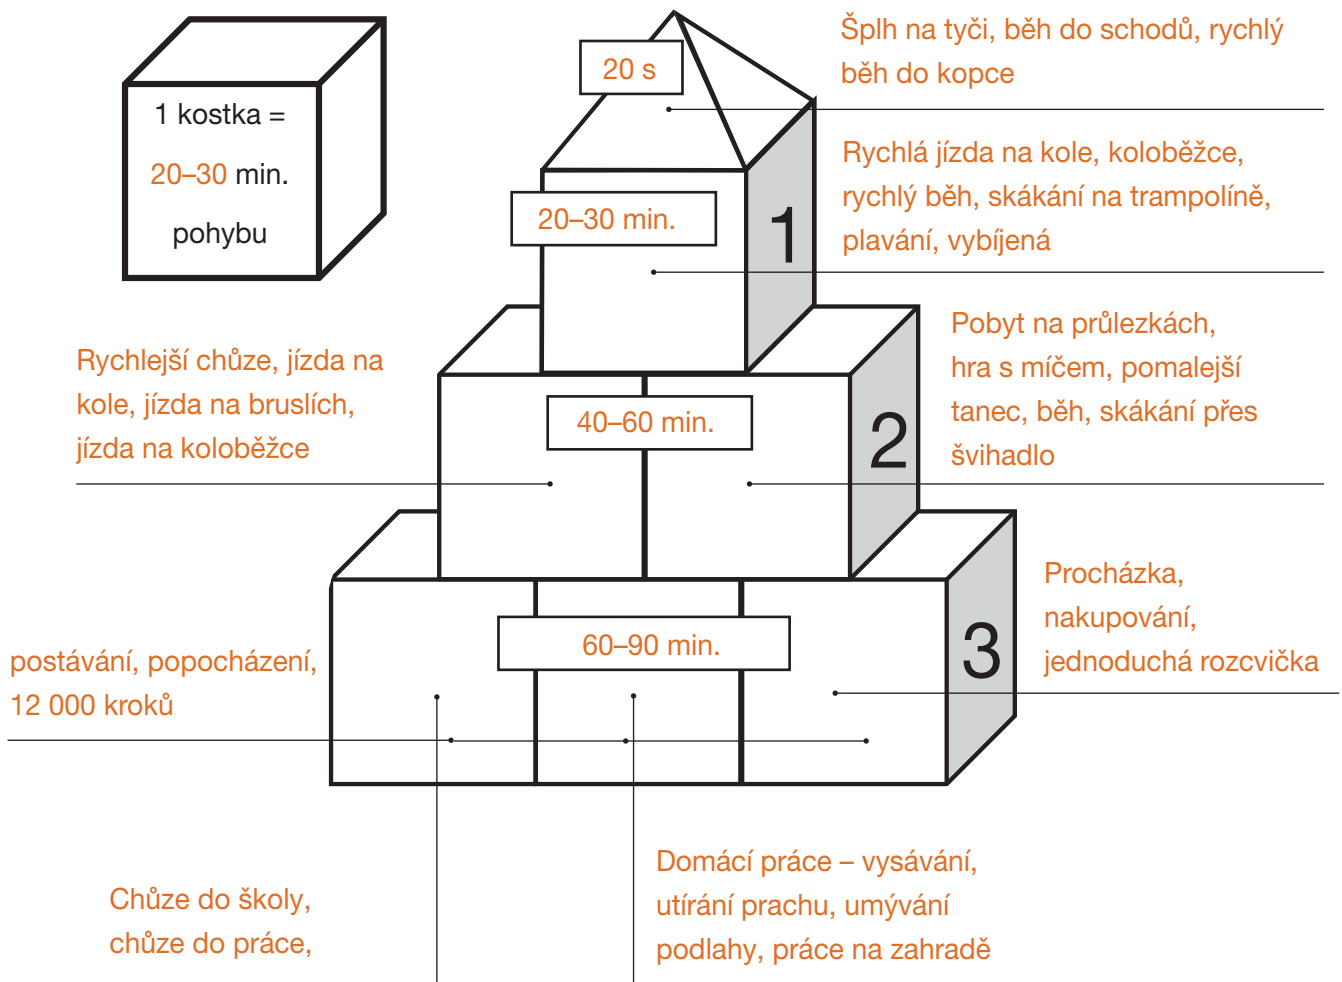 1 kostka =
20–30 min.
pohybu
20 s
Šplh na tyči, běh do schodů, rychlý
běh do kopce
20–30 min.
1
Rychlá jízda na kole, koloběžce,
rychlý běh, skákání na trampolíně,
plavání, vybíjená
Rychlejší chůze, jízda na
kole, jízda na bruslích,
jízda na koloběžce
40–60 min.
2
Pobyt na průlezkách,
hra s míčem, pomalejší
tanec, běh, skákání přes
švihadlo
postávání, popocházení,
12 000 kroků
60–90 min.
3
Procházka,
nakupování,
jednoduchá rozcvička
Chůze do školy,
chůze do práce,
Domácí práce – vysávání,
utírání prachu, umývání
podlahy, práce na zahradě